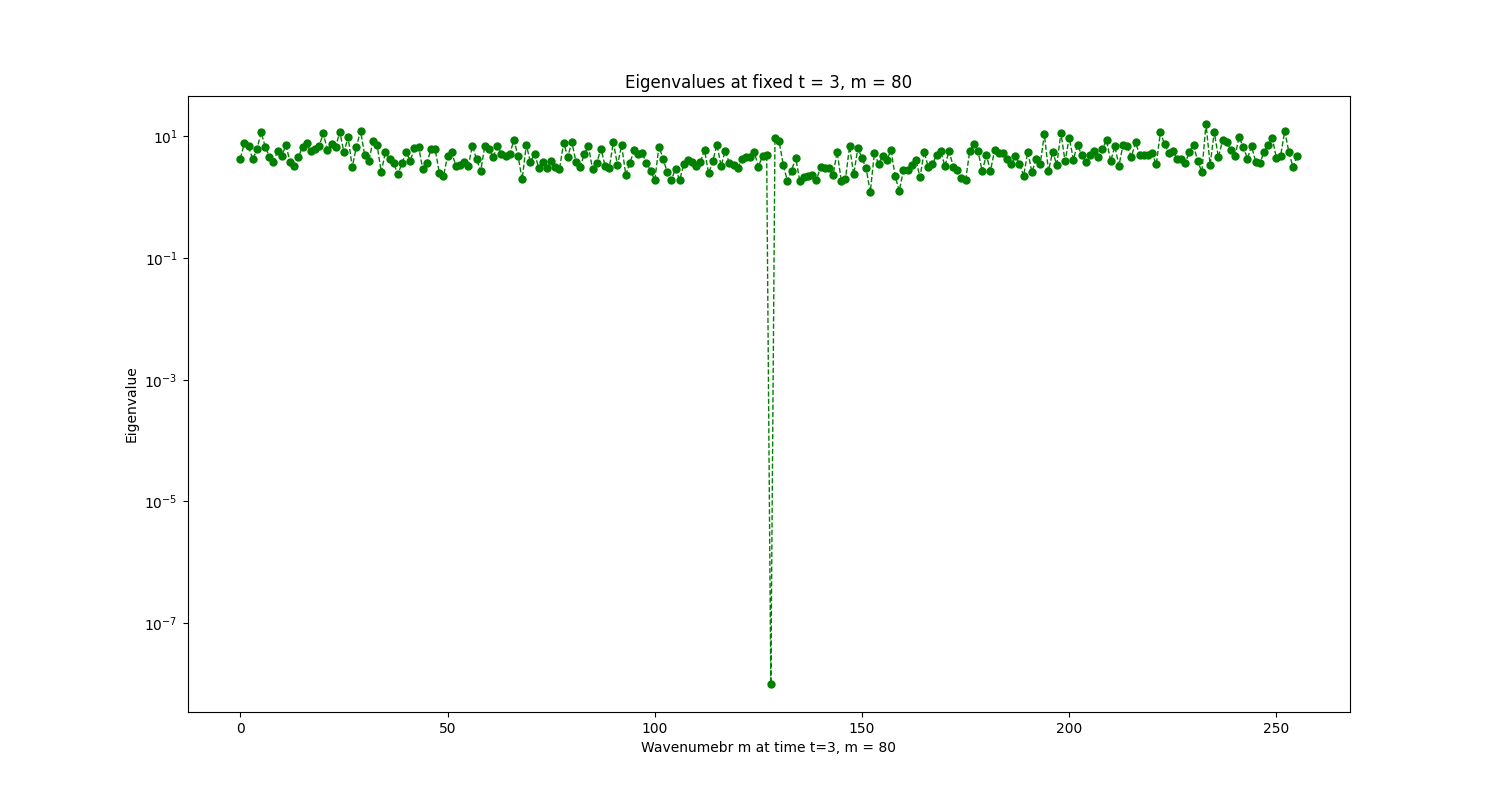 Eigenvalues at fixed t = 3, m = 80
10^1
10^-1
10^-3
10^-5
10^-7
Eigenvalue
0 50 100 150 200 250
Wavenumebr m at time t=3, m = 80